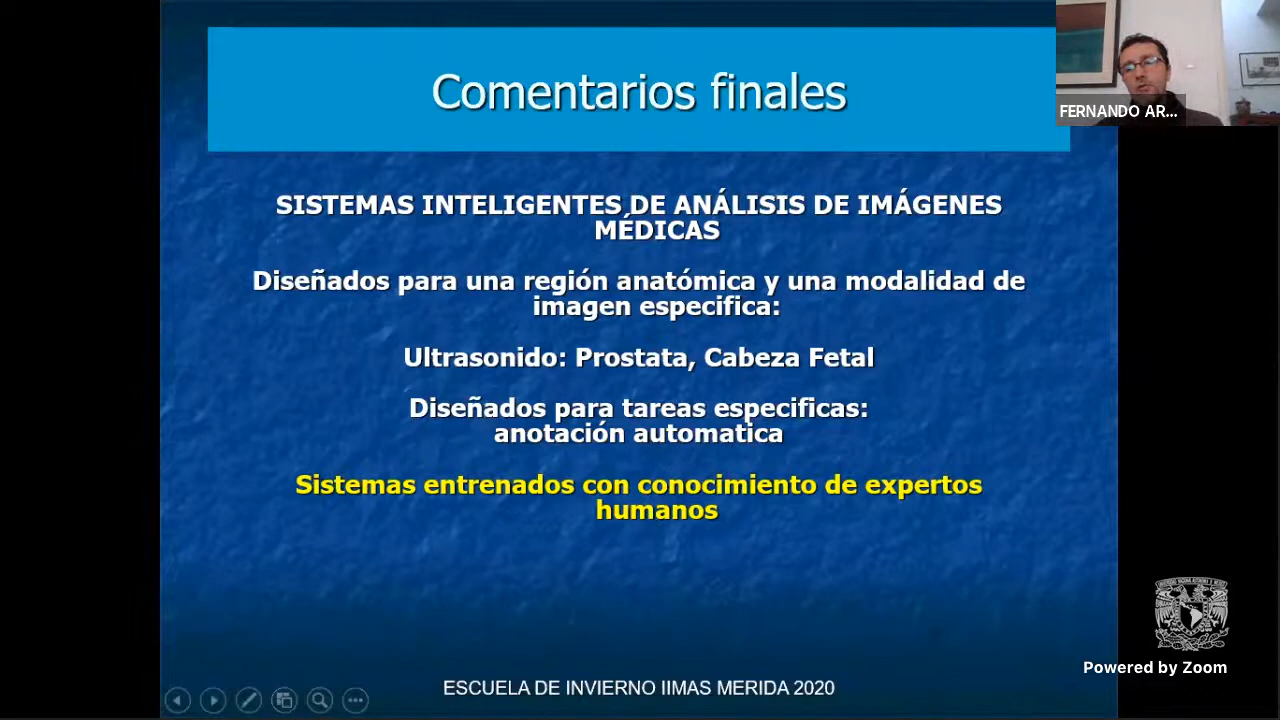 Comentarios finales
FERNANDO AR...
SISTEMAS INTELIGENTES DE ANÁLISIS DE IMÁGENES
MÉDICAS
Diseñados para una región anatómica y una modalidad de
imagen especifica:
Ultrasonido: Prostata, Cabeza Fetal
Diseñados para tareas especificas:
anotación automatica
Sistemas entrenados con conocimiento de expertos
humanos
Powered by Zoom
ESCUELA DE INVIERNO IIMAS MERIDA 2020